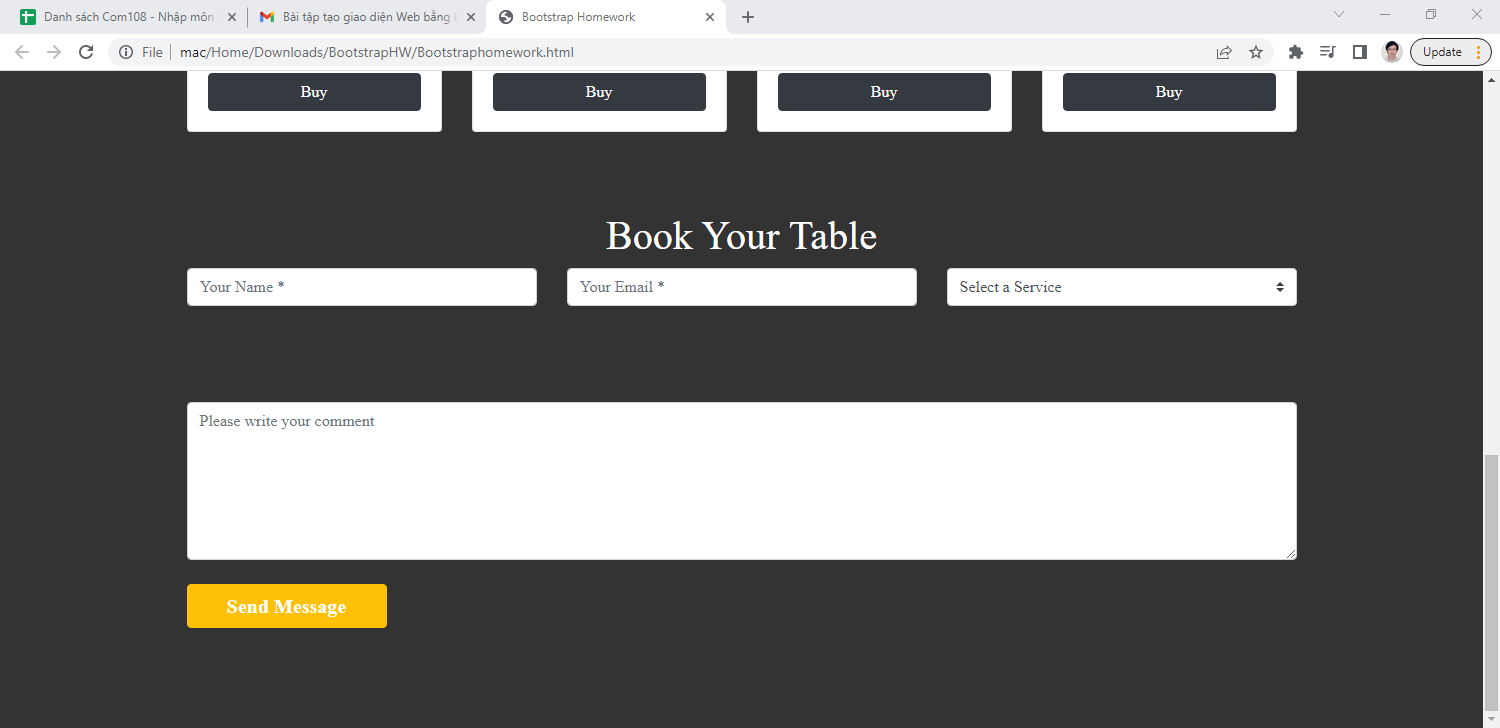 Danh sách Com108 - Nhập môn
Bài tập tạo giao diện Web bằng
Bootstrap Homework
File
mac/Home/Downloads/BootstrapHW/Bootstraphomework.html
Update
Buy
Buy
Buy
Buy
Book Your Table
Your Name *
Your Email *
Select a Service
Please write your comment
Send Message